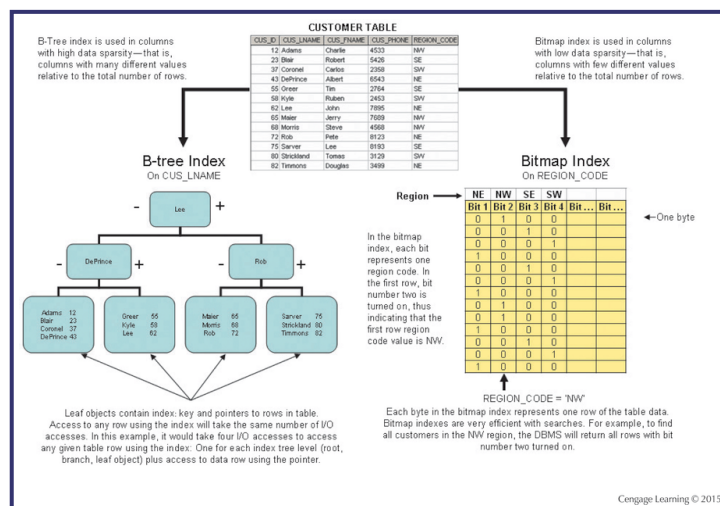 CUSTOMER TABLE
CUS_ID CUS_LNAME CUS_FNAME CUS_PHONE REGION_CODE
12 Adams Charlie 4533 NW
23 Blair Robert 5426 SE
37 Coronel Carlos 2358 SW
43 DePrince Albert 6543 NE
55 Greer Tim 2764 SE
58 Kyle Ruben 2453 SW
62 Lee John 7895 NE
65 Maier Jerry 7689 NW
68 Morris Steve 4568 NW
72 Rob Pete 8123 NE
75 Sarver Lee 8193 SE
80 Strickland Tomas 3129 SW
82 Timmons Douglas 3499 NE
B-Tree index is used in columns
with high data sparsity—that is,
columns with many different values
relative to the total number of rows.
Bitmap index is used in columns
with low data sparsity—that is,
columns with few different values
relative to the total number of rows.
B-tree Index
On CUS_LNAME
- Lee +
- DePrince +
- Rob +
Adams 12
Blair 23
Coronel 37
DePrince 43
Greer 55
Kyle 58
Lee 62
Maier 65
Morris 68
Rob 72
Sarver 75
Strickland 80
Timmons 82
Leaf objects contain index: key and pointers to rows in table.
Access to any row using the index will take the same number of I/O
accesses. In this example, it would take four I/O accesses to access
any given table row using the index: One for each index tree level (root,
branch, leaf object) plus access to data row using the pointer.
Bitmap Index
On REGION_CODE
Region NE NW SE SW
Bit 1 Bit 2 Bit 3 Bit 4 Bit ... Bit ...
0 1 0 0
0 0 1 0
0 0 0 1
1 0 0 0
0 0 1 0
0 0 0 1
1 0 0 0
0 1 0 0
0 1 0 0
1 0 0 0
0 0 1 0
0 0 0 1
1 0 0 0
One byte
In the bitmap
index, each bit
represents one
region code. In
the first row, bit
number two is
turned on, thus
indicating that the
first row region
code value is NW.
REGION_CODE = 'NW'
Each byte in the bitmap index represents one row of the table data.
Bitmap indexes are very efficient with searches. For example, to find
all customers in the NW region, the DBMS will return all rows with bit
number two turned on.
Cengage Learning © 2015